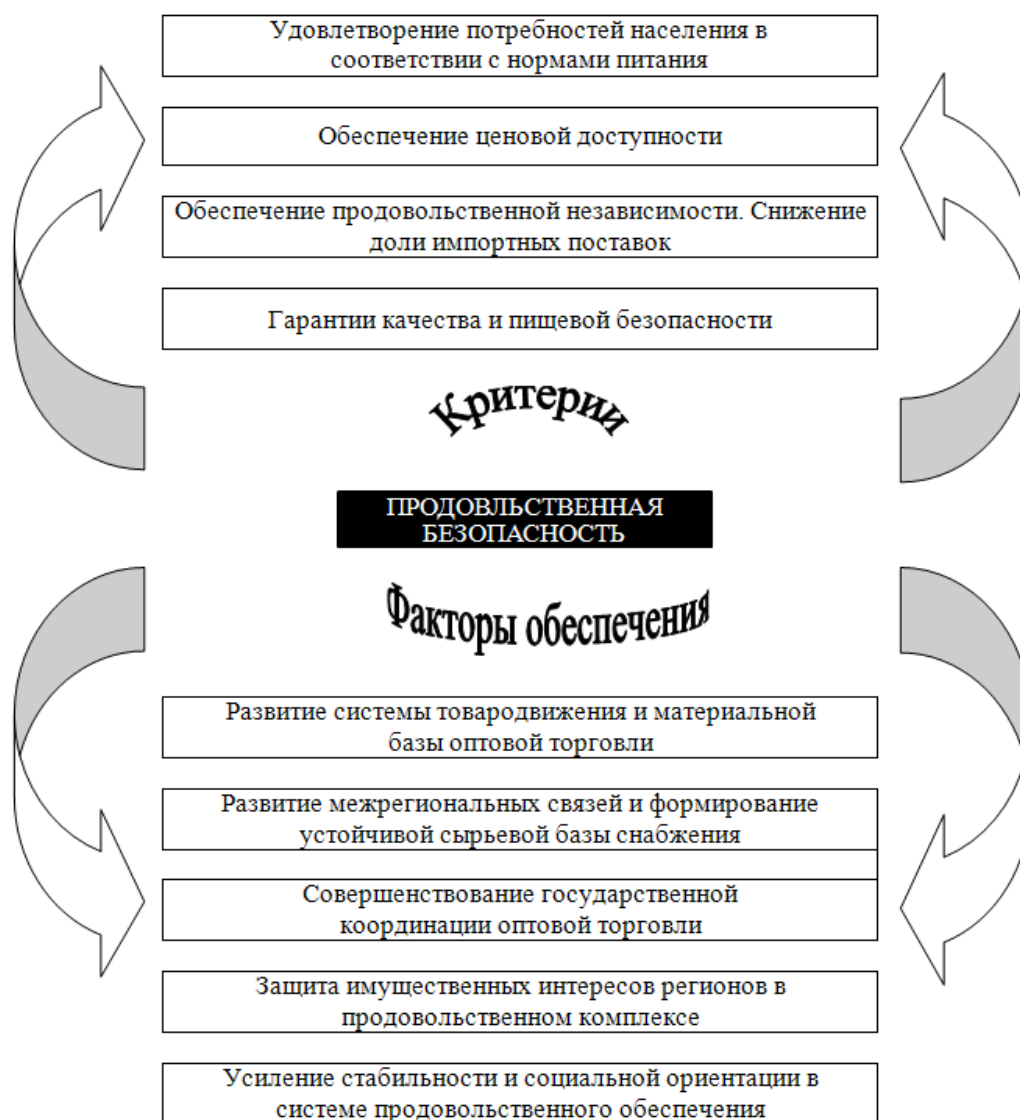 Удовлетворение потребностей населения в
соответствии с нормами питания
Обеспечение ценовой доступности
Обеспечение продовольственной независимости. Снижение
доли импортных поставок
Гарантии качества и пищевой безопасности
Критерии
ПРОДОВЛЬСТВЕННАЯ
БЕЗОПАСНОСТЬ
Факторы обеспечения
Развитие системы товародвижения и материальной
базы оптовой торговли
Развитие межрегиональных связей и формирование
устойчивой сырьевой базы снабжения
Совершенствование государственной
координации оптовой торговли
Защита имущественных интересов регионов в
продовольственном комплексе
Усиление стабильности и социальной ориентации в
системе продовольственного обеспечения